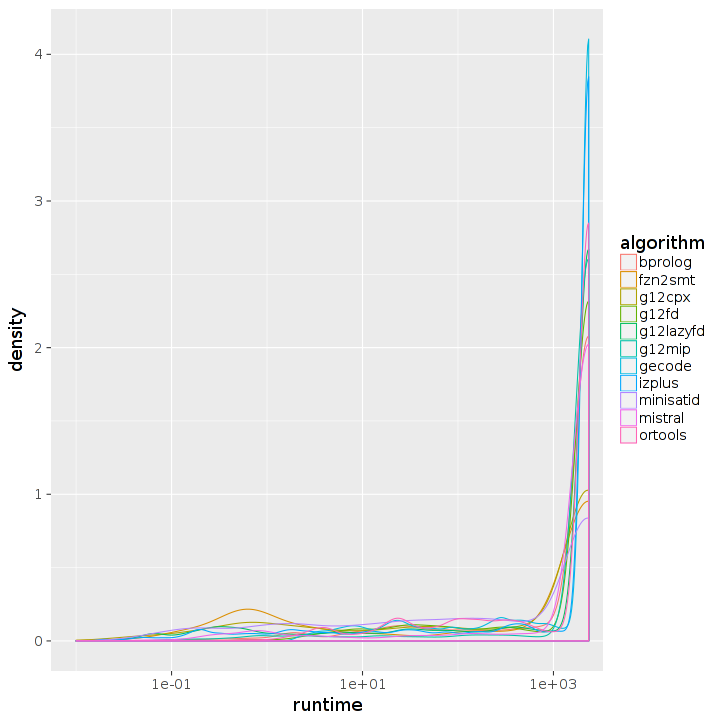 4
3
2
1
0
density
1e-01
1e+01
1e+03
runtime
algorithm
bprolog
fzn2smt
g12cpx
g12fd
g12lazyfd
g12mip
gecode
izplus
minisatid
mistral
ortools